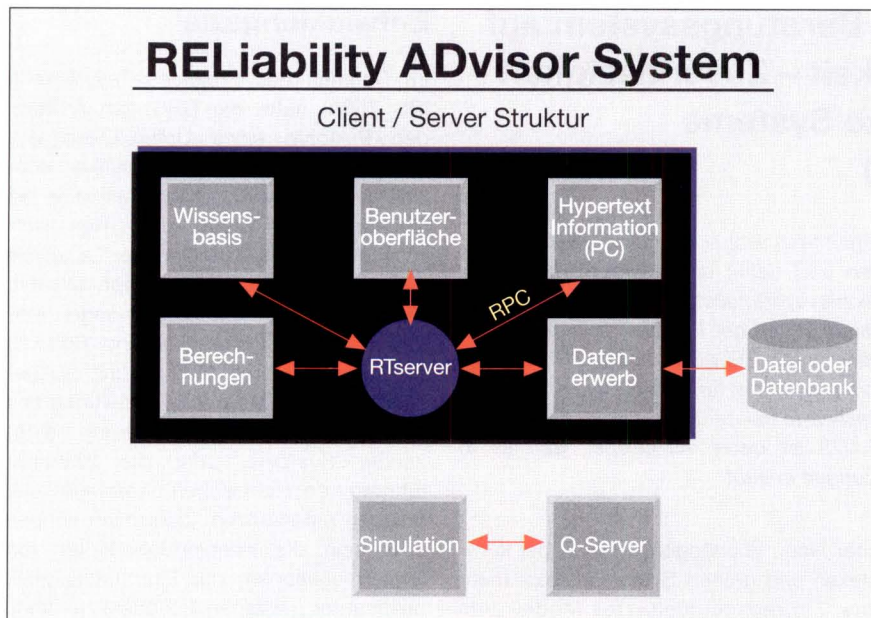 RELiability ADvisor System
Client / Server Struktur
Wissens-
basis
Benutzer-
oberfläche
Hypertext
Information
(PC)
RPC
Berech-
nungen
RTserver
Daten-
erwerb
Datei oder
Datenbank
Simulation
Q-Server